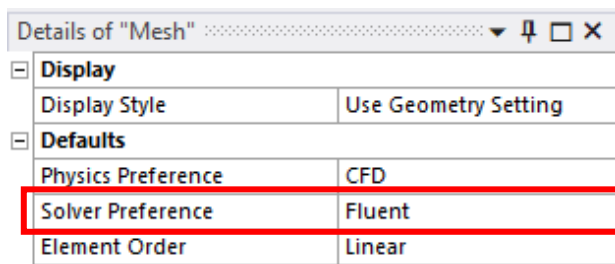 Details of "Mesh"
Display
Display Style Use Geometry Setting
Defaults
Physics Preference CFD
Solver Preference Fluent
Element Order Linear